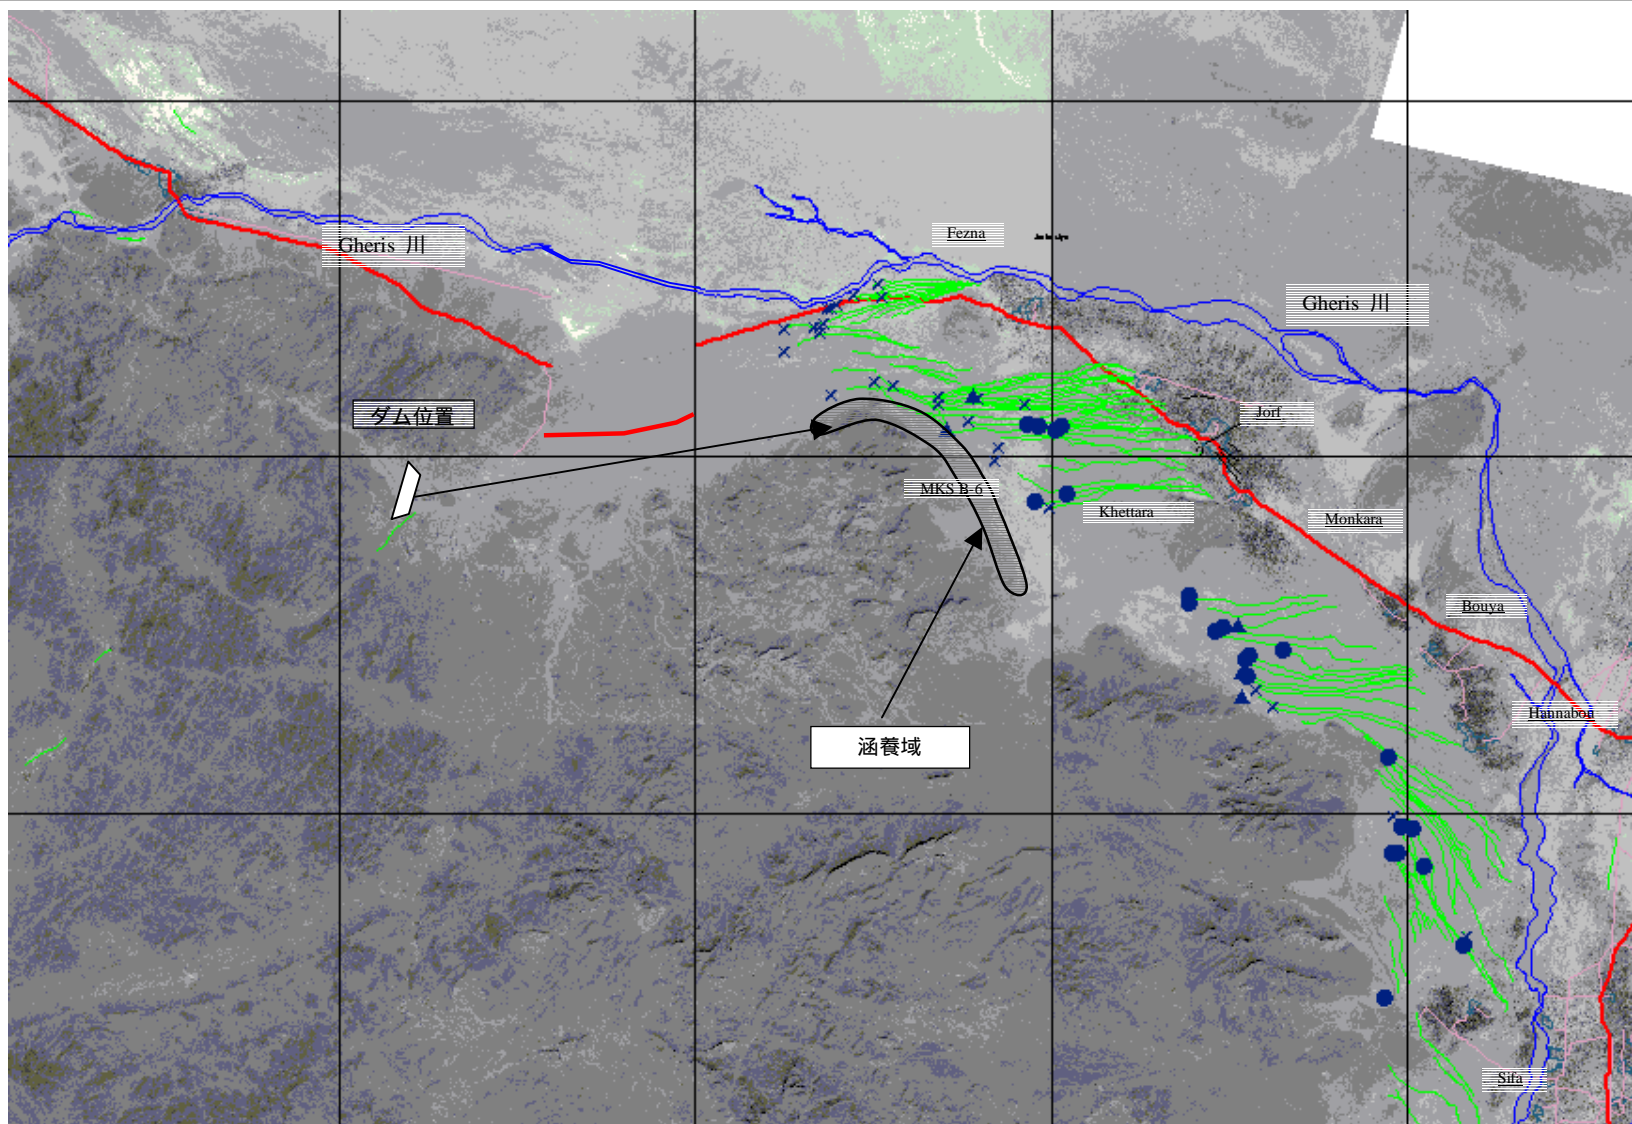 Fezna
Gheris 川
Gheris 川
ダム位置
Jorf
MKS B-6
Khettara
Monkara
Bouya
Hannabou
涵養域
Sifa